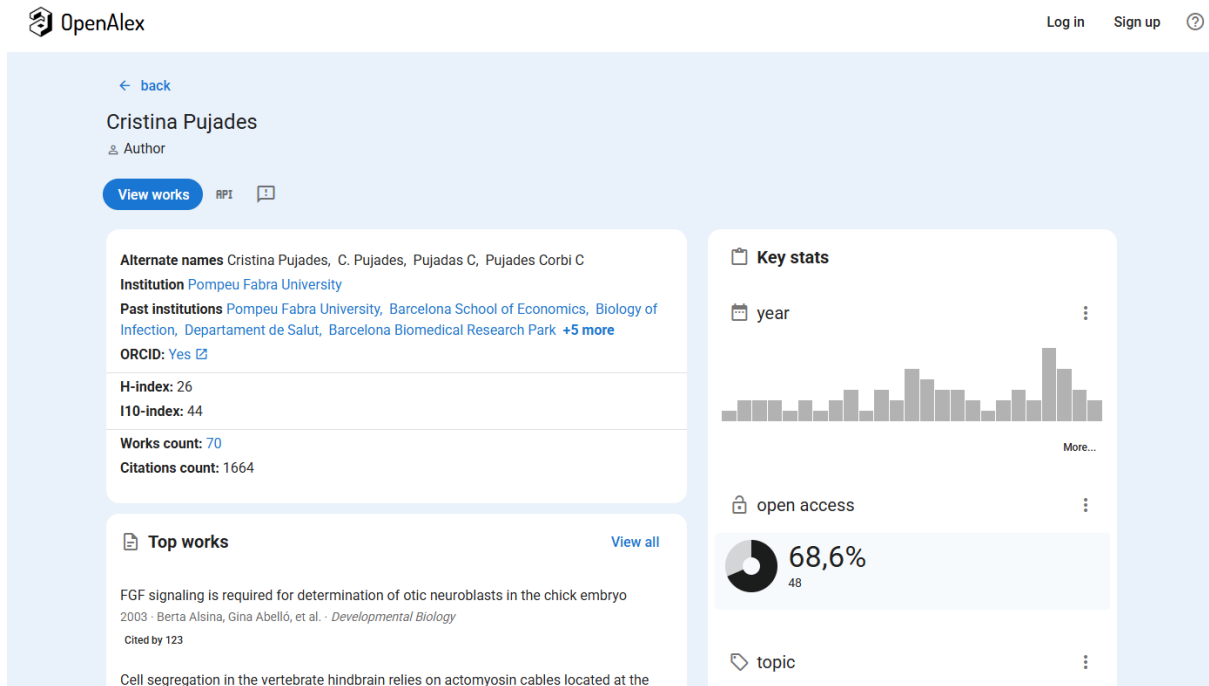 OpenAlex
Log in
Sign up
back
Cristina Pujades
Author
View works
API
Alternate names Cristina Pujades, C. Pujades, Pujadas C, Pujades Corbi C
Institution Pompeu Fabra University
Past institutions Pompeu Fabra University, Barcelona School of Economics, Biology of
Infection, Departament de Salut, Barcelona Biomedical Research Park +5 more
ORCID: Yes
H-index: 26
I10-index: 44
Works count: 70
Citations count: 1664
Top works
View all
FGF signaling is required for determination of otic neuroblasts in the chick embryo
2003 · Berta Alsina, Gina Abelló, et al. · Developmental Biology
Cited by 123
Cell segregation in the vertebrate hindbrain relies on actomyosin cables located at the
Key stats
year
More...
open access
68,6%
48
topic